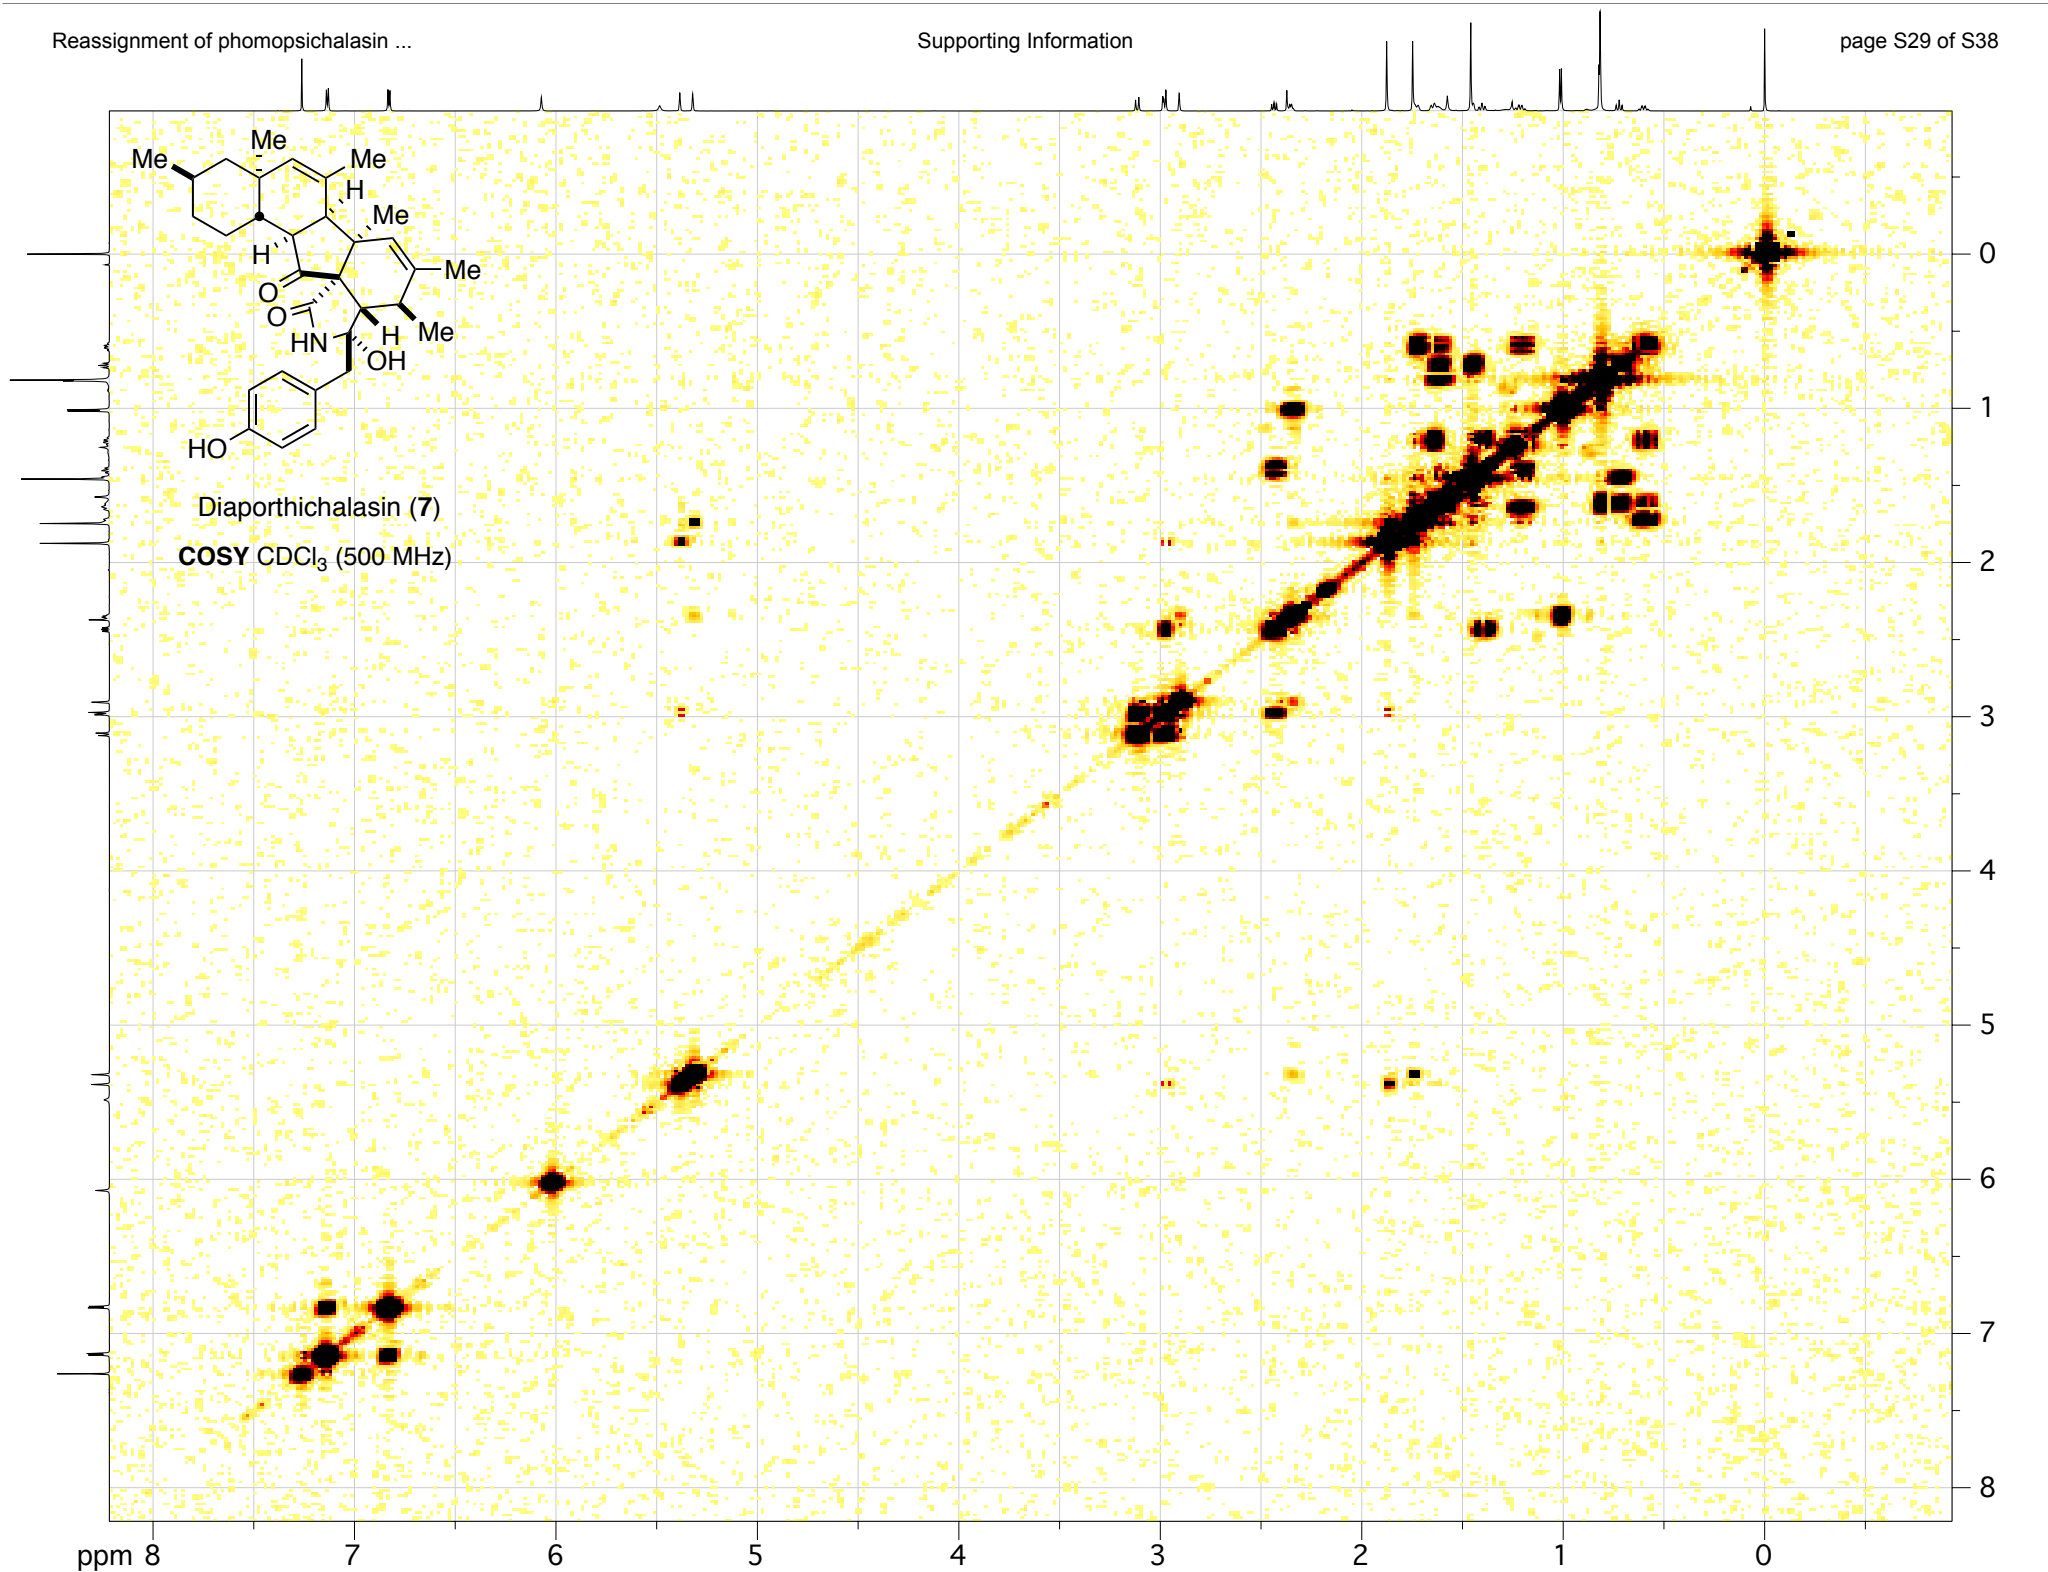 Reassignment of phomopsichalasin ... Supporting Information page S29 of S38
Me
Me
Me
H
Me
H
Me
O
O
H
Me
HN
OH
HO
Diaporthichalasin (7)
COSY CDCl₃ (500 MHz)
0
1
2
3
4
5
6
7
8
ppm 8 7 6 5 4 3 2 1 0